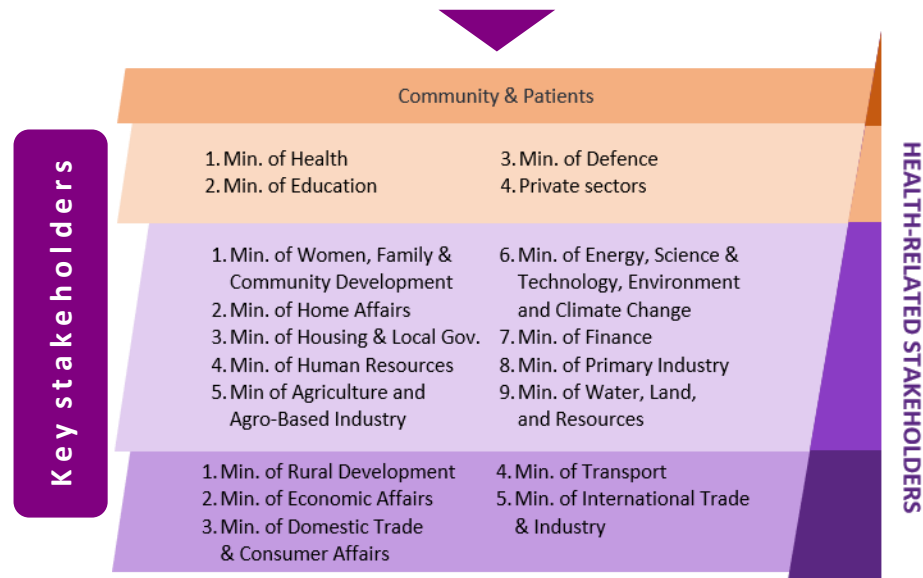 Community & Patients
Key stakeholders
1. Min. of Health
2. Min. of Education
3. Min. of Defence
4. Private sectors
1. Min. of Women, Family &
Community Development
2. Min. of Home Affairs
3. Min. of Housing & Local Gov.
4. Min. of Human Resources
5. Min of Agriculture and
Agro-Based Industry
6. Min. of Energy, Science &
Technology, Environment
and Climate Change
7. Min. of Finance
8. Min. of Primary Industry
9. Min. of Water, Land,
and Resources
1. Min. of Rural Development
2. Min. of Economic Affairs
3. Min. of Domestic Trade
& Consumer Affairs
4. Min. of Transport
5. Min. of International Trade
& Industry
HEALTH-RELATED STAKEHOLDERS